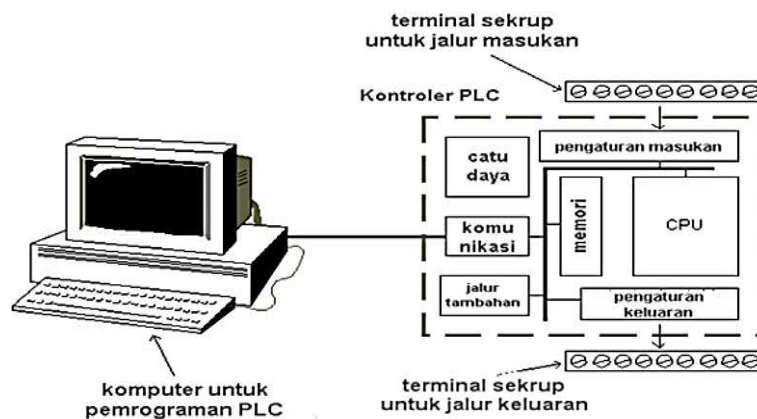 terminal sekrup
untuk jalur masukan
Kontroler PLC
pengaturan masukan
catu
daya
memori
CPU
komu
nikasi
jalur
tambahan
pengaturan
keluaran
komputer untuk
pemrograman PLC
terminal sekrup
untuk jalur keluaran